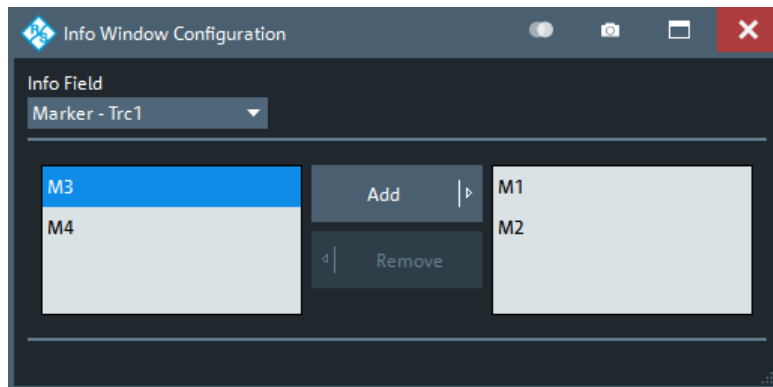 R&S Info Window Configuration
Info Field
Marker - Trc1
M3
M4
Add
Remove
M1
M2